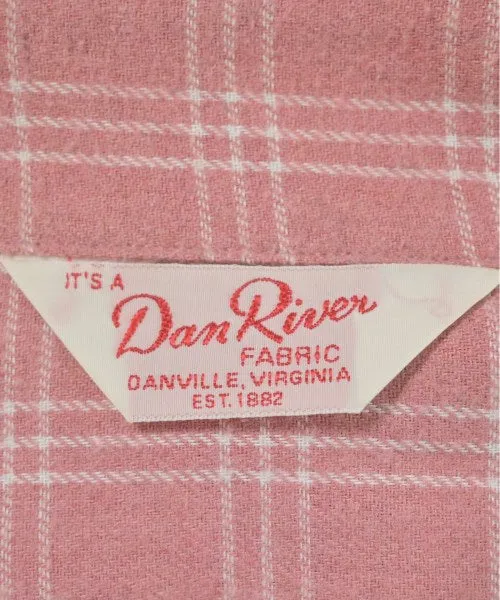 IT'S A
Dan River
FABRIC
DANVILLE, VIRGINIA
EST. 1882